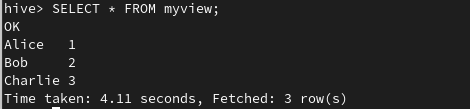 hive> SELECT * FROM myview;
OK
Alice   1
Bob     2
Charlie 3
Time taken: 4.11 seconds, Fetched: 3 row(s)